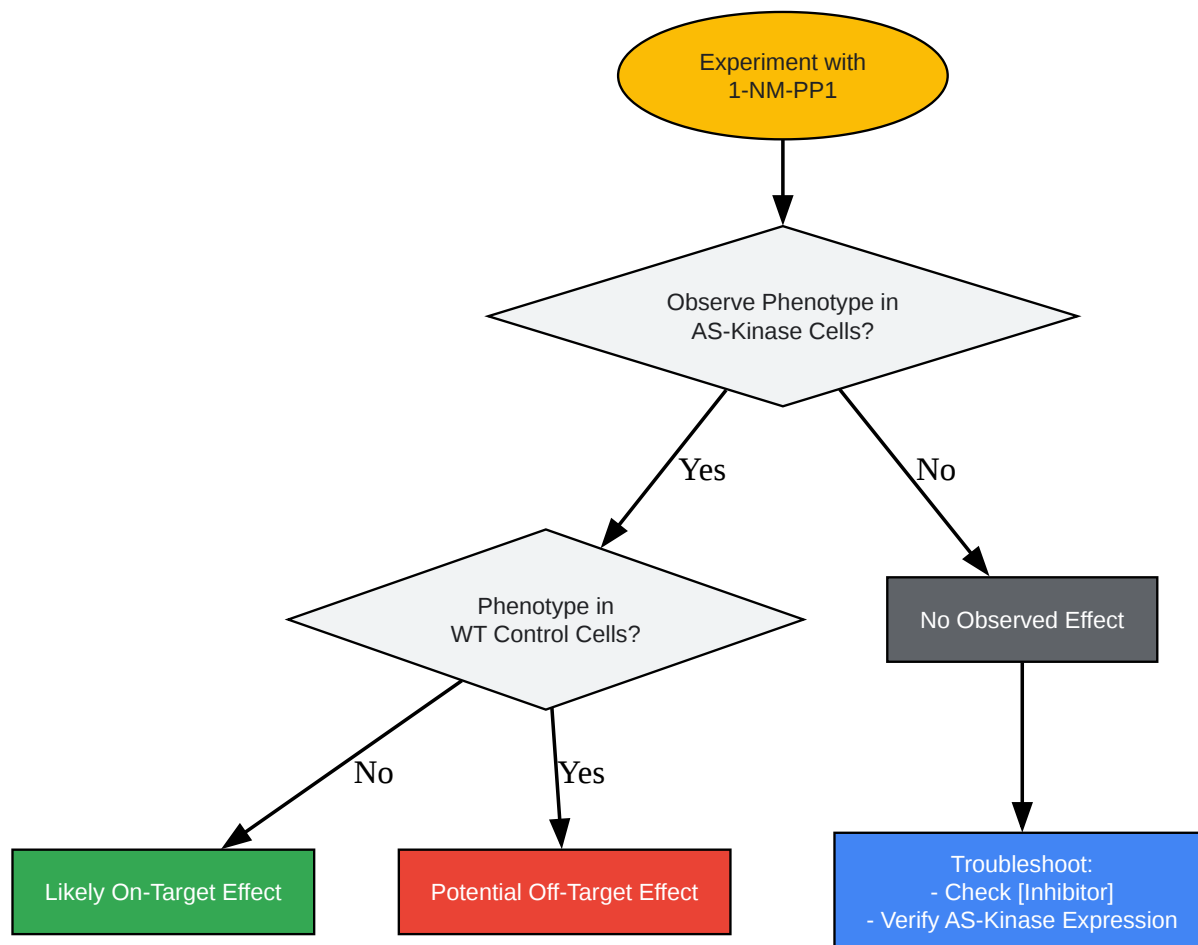 Experiment with
1-NM-PP1
Observe Phenotype in
AS-Kinase Cells?
Yes
No
Phenotype in
WT Control Cells?
No Observed Effect
No
Yes
Likely On-Target Effect
Potential Off-Target Effect
Troubleshoot:
- Check [Inhibitor]
- Verify AS-Kinase Expression